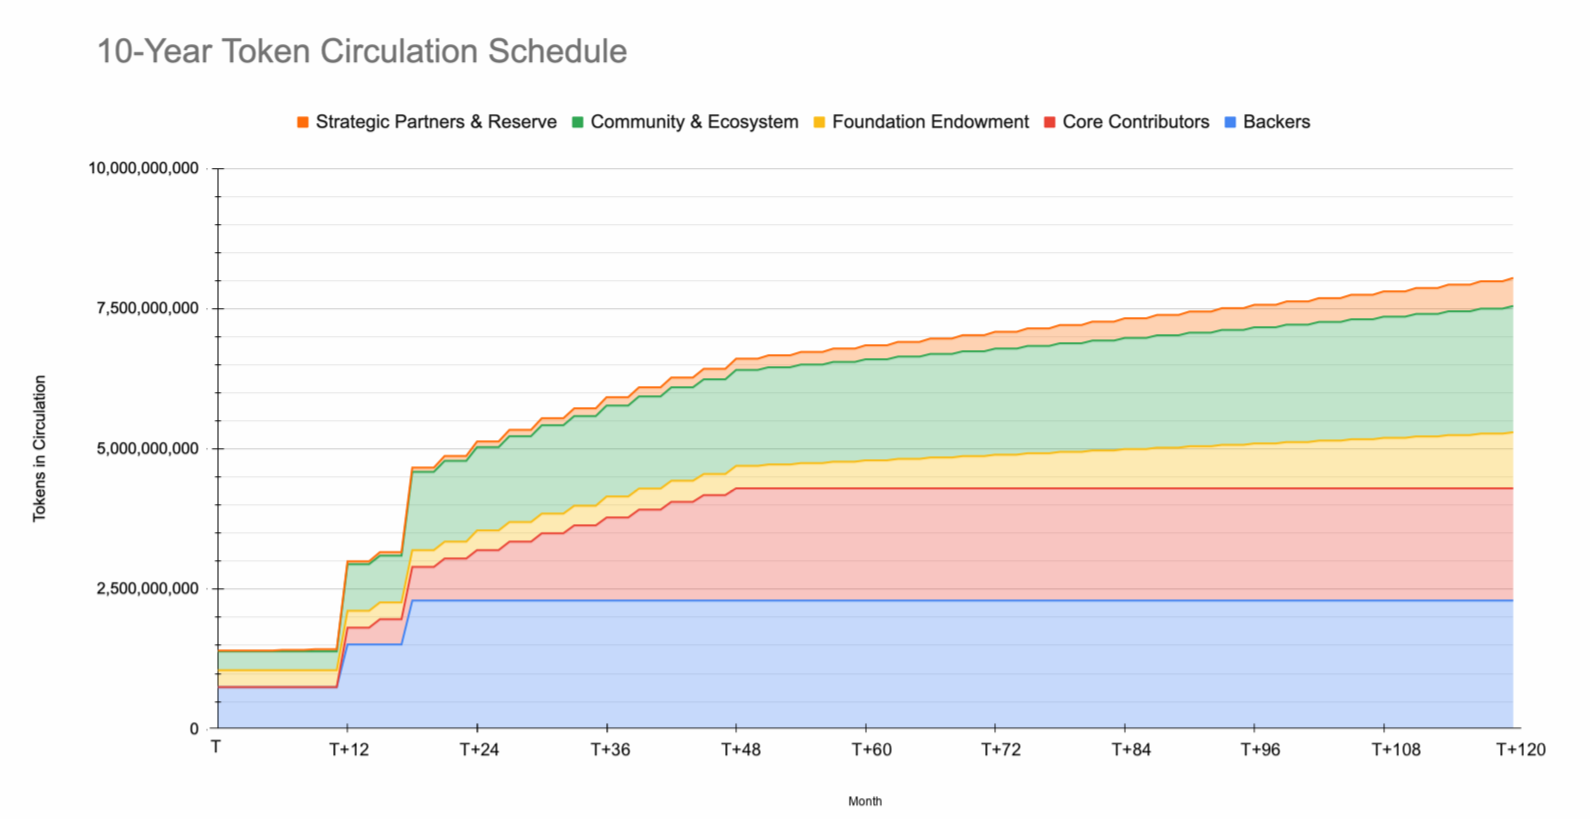 10-Year Token Circulation Schedule
Strategic Partners & Reserve Community & Ecosystem Foundation Endowment Core Contributors Backers
10,000,000,000
7,500,000,000
5,000,000,000
2,500,000,000
0
Tokens in Circulation
T T+12 T+24 T+36 T+48 T+60 T+72 T+84 T+96 T+108 T+120
Month